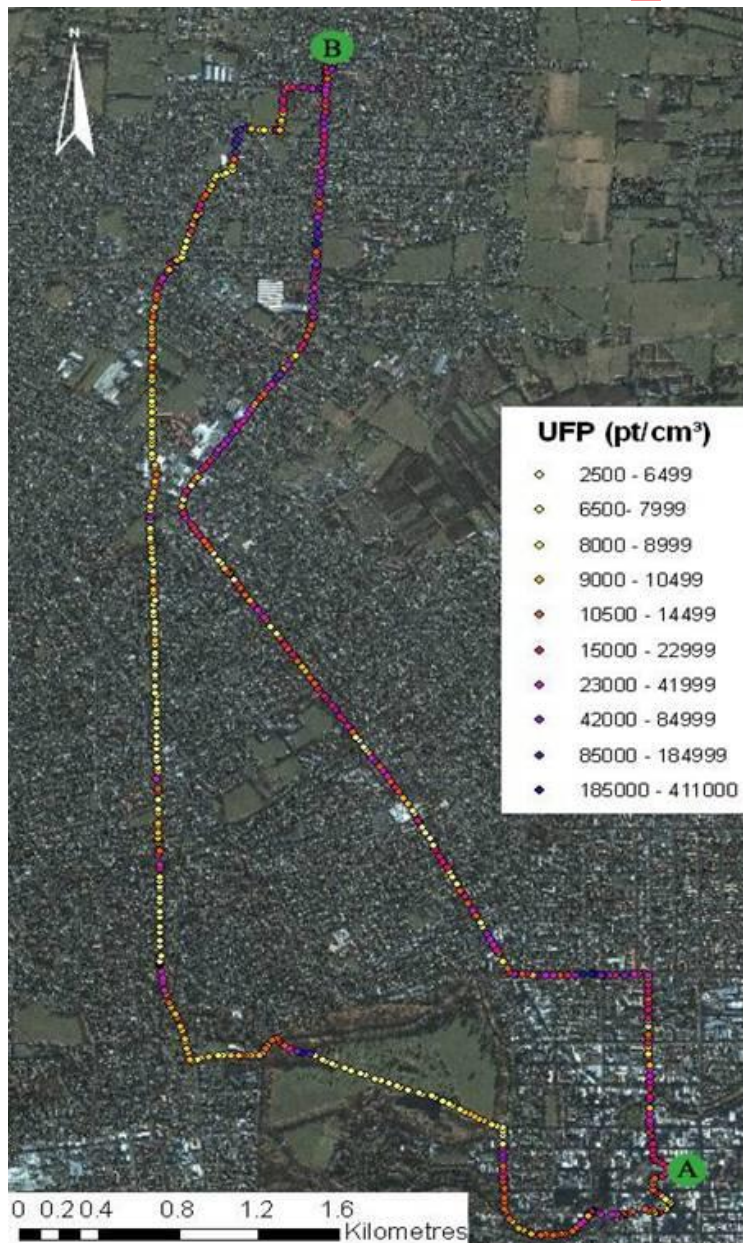 B
N
UFP (pt/cm³)
2500 - 6499
6500- 7999
8000 - 8999
9000 - 10499
10500 - 14499
15000 - 22999
23000 - 41999
42000 - 84999
85000 - 184999
185000 - 411000
A
0 0.2 0.4 0.8 1.2 1.6
Kilometres